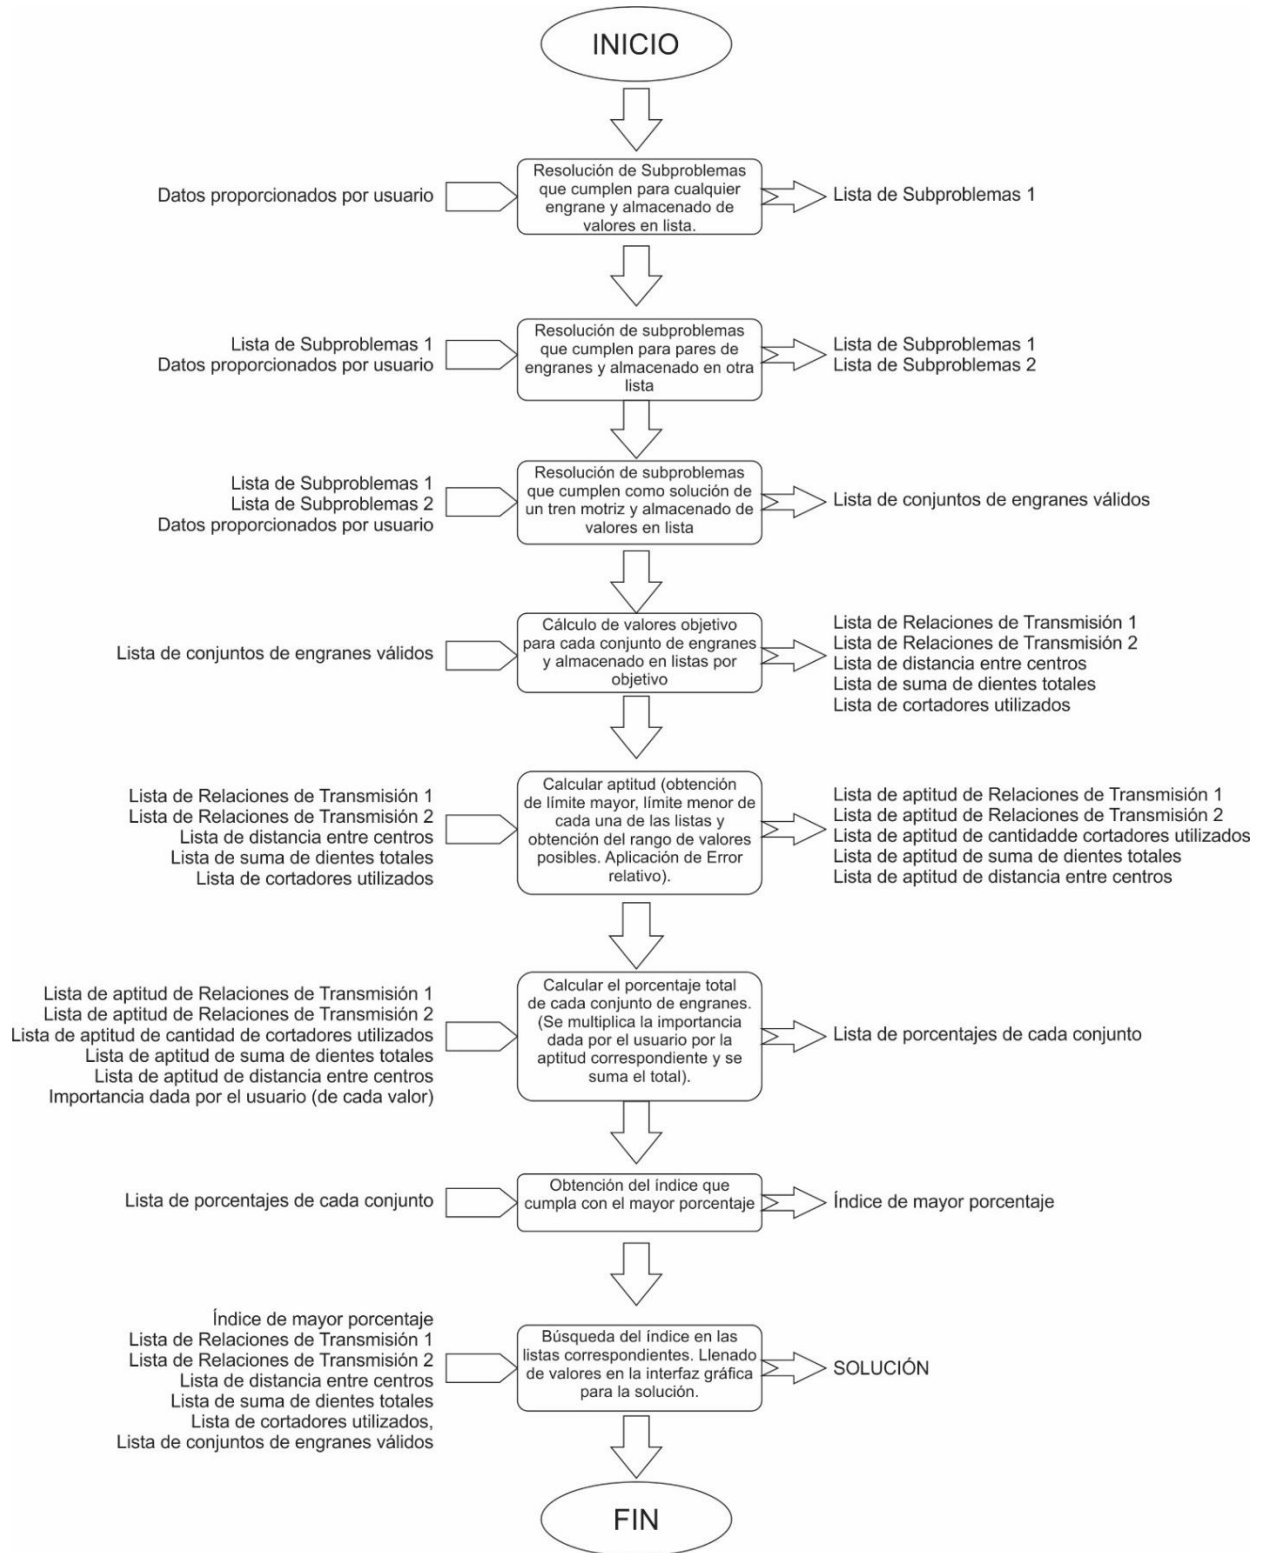 INICIO
Datos proporcionados por usuario
Resolución de Subproblemas
que cumplen para cualquier
engrane y almacenado de
valores en lista.
Lista de Subproblemas 1
Lista de Subproblemas 1
Datos proporcionados por usuario
Resolución de subproblemas
que cumplen para pares de
engranes y almacenado en otra
lista
Lista de Subproblemas 1
Lista de Subproblemas 2
Lista de Subproblemas 1
Lista de Subproblemas 2
Datos proporcionados por usuario
Resolución de subproblemas
que cumplen como solución de
un tren motriz y almacenado de
valores en lista
Lista de conjuntos de engranes válidos
Lista de conjuntos de engranes válidos
Cálculo de valores objetivo
para cada conjunto de engranes
y almacenado en listas por
objetivo
Lista de Relaciones de Transmisión 1
Lista de Relaciones de Transmisión 2
Lista de distancia entre centros
Lista de suma de dientes totales
Lista de cortadores utilizados
Lista de Relaciones de Transmisión 1
Lista de Relaciones de Transmisión 2
Lista de distancia entre centros
Lista de suma de dientes totales
Lista de cortadores utilizados
Calcular aptitud (obtención
de límite mayor, límite menor de
cada una de las listas y
obtención del rango de valores
posibles. Aplicación de Error
relativo).
Lista de aptitud de Relaciones de Transmisión 1
Lista de aptitud de Relaciones de Transmisión 2
Lista de aptitud de cantidadde cortadores utilizados
Lista de aptitud de suma de dientes totales
Lista de aptitud de distancia entre centros
Lista de aptitud de Relaciones de Transmisión 1
Lista de aptitud de Relaciones de Transmisión 2
Lista de aptitud de cantidad de cortadores utilizados
Lista de aptitud de suma de dientes totales
Lista de aptitud de distancia entre centros
Importancia dada por el usuario (de cada valor)
Calcular el porcentaje total
de cada conjunto de engranes.
(Se multiplica la importancia
dada por el usuario por la
aptitud correspondiente y se
suma el total).
Lista de porcentajes de cada conjunto
Lista de porcentajes de cada conjunto
Obtención del índice que
cumpla con el mayor porcentaje
Índice de mayor porcentaje
Índice de mayor porcentaje
Lista de Relaciones de Transmisión 1
Lista de Relaciones de Transmisión 2
Lista de distancia entre centros
Lista de suma de dientes totales
Lista de cortadores utilizados,
Lista de conjuntos de engranes válidos
Búsqueda del índice en las
listas correspondientes. Llenado
de valores en la interfaz gráfica
para la solución.
SOLUCIÓN
FIN